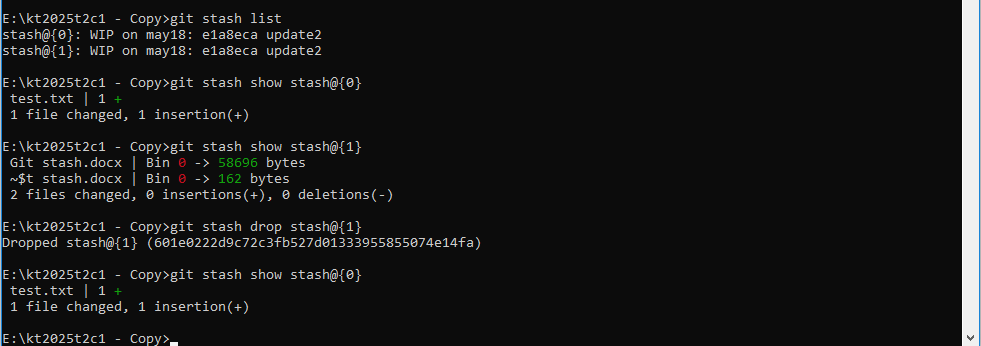 E:\kt2025t2c1 - Copy>git stash list
stash@{0}: WIP on may18: e1a8eca update2
stash@{1}: WIP on may18: e1a8eca update2
E:\kt2025t2c1 - Copy>git stash show stash@{0}
test.txt | 1 +
1 file changed, 1 insertion(+)
E:\kt2025t2c1 - Copy>git stash show stash@{1}
Git stash.docx | Bin 0 -> 58696 bytes
~$t stash.docx | Bin 0 -> 162 bytes
2 files changed, 0 insertions(+), 0 deletions(-)
E:\kt2025t2c1 - Copy>git stash drop stash@{1}
Dropped stash@{1} (601e0222d9c72c3fb527d01333955855074e14fa)
E:\kt2025t2c1 - Copy>git stash show stash@{0}
test.txt | 1 +
1 file changed, 1 insertion(+)
E:\kt2025t2c1 - Copy>